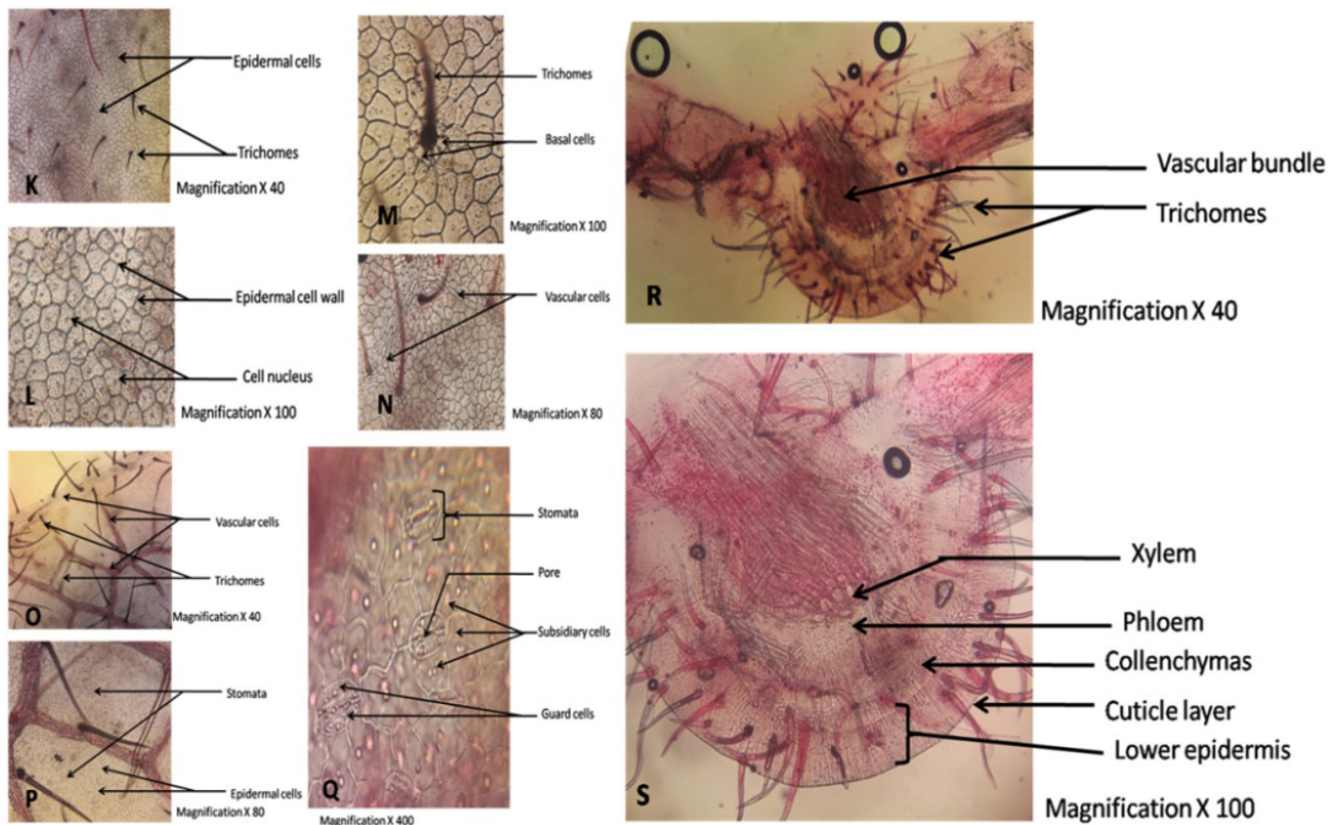 Epidermal cells
Trichomes
K
Magnification X 40
Epidermal cell wall
Cell nucleus
L
Magnification X 100
Trichomes
Basal cells
M
Magnification X 100
Vascular cells
N
Magnification X 80
Vascular cells
Trichomes
O
Magnification X 40
Stomata
Epidermal cells
P
Magnification X 80
Stomata
Pore
Subsidiary cells
Guard cells
Q
Magnification X 400
Vascular bundle
Trichomes
R
Magnification X 40
Xylem
Phloem
Collenchymas
Cuticle layer
Lower epidermis
S
Magnification X 100